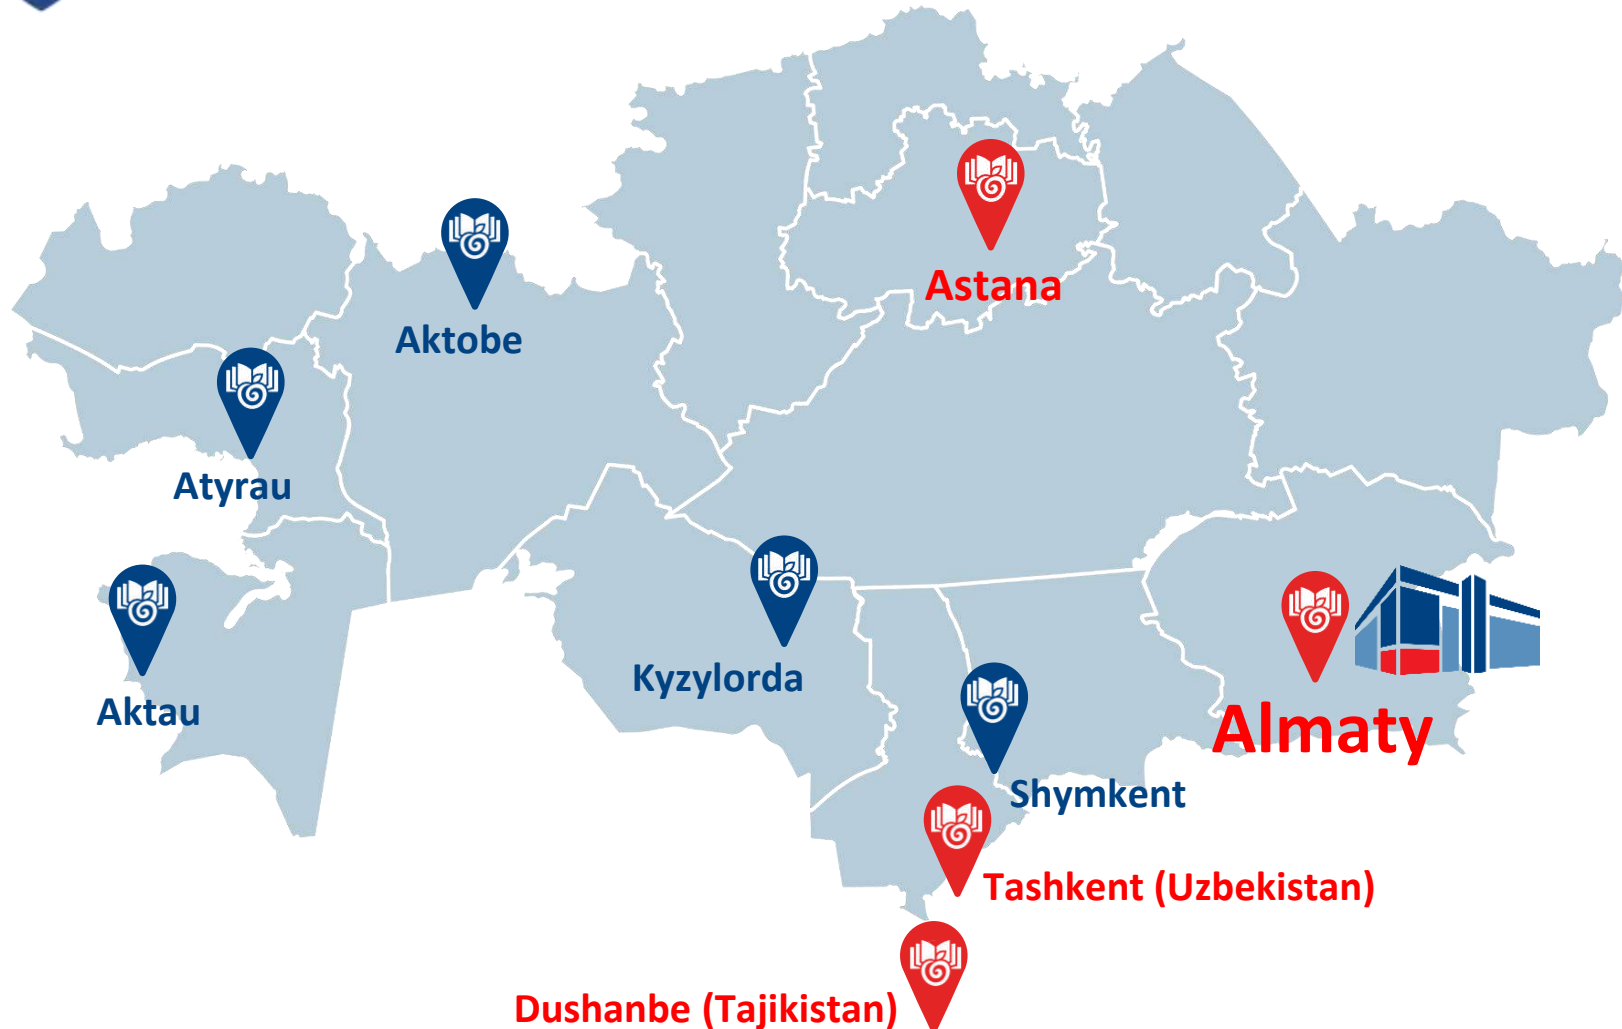 Astana
Aktobe
Atyrau
Kyzylorda
Aktau
Almaty
Shymkent
Tashkent (Uzbekistan)
Dushanbe (Tajikistan)